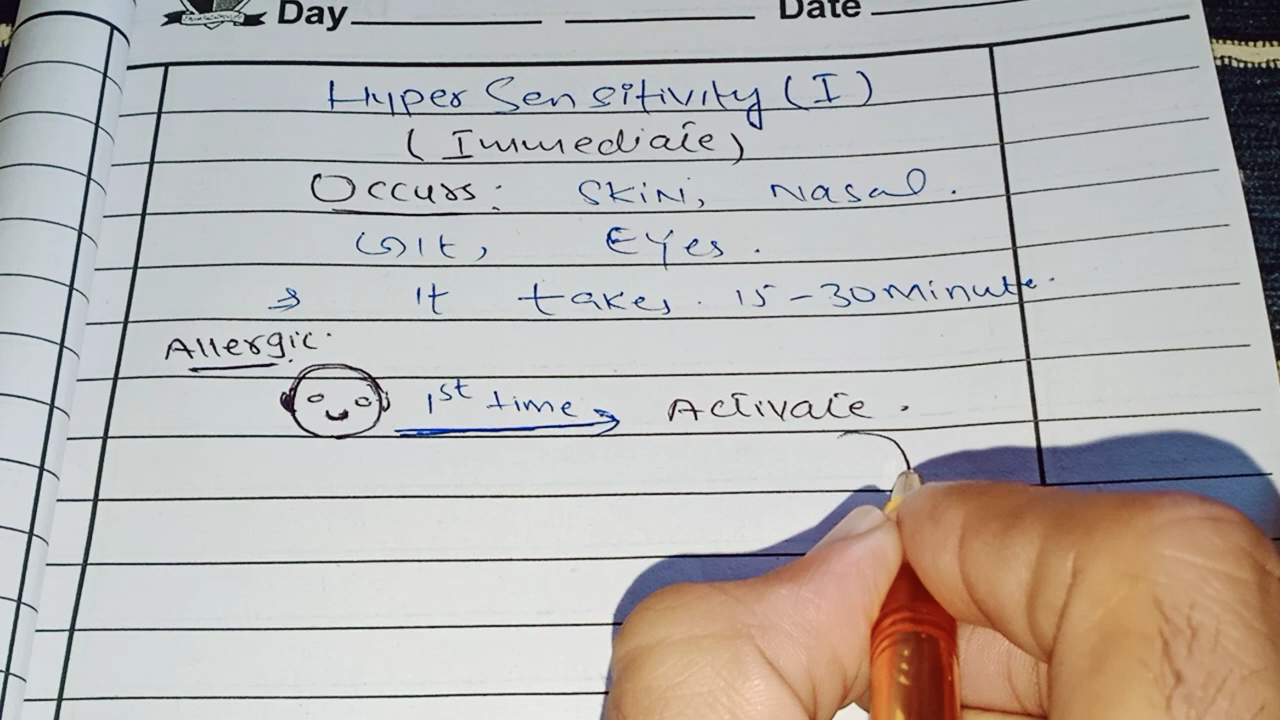 Day Date
Hyper Sensitivity (I)
(Immediate)
Occurs: Skin, Nasal.
GIt, Eyes.
⇒ It takes. 15-30 Minute.
Allergic.
1st time → Activate.